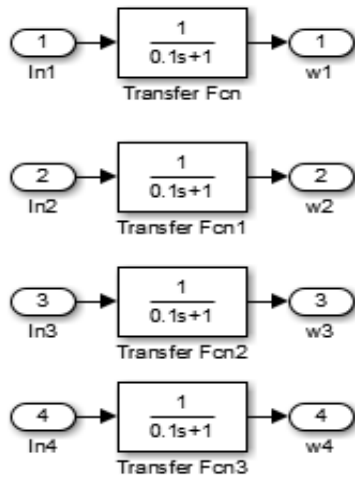 1
1
0.1s+1
1
In1
Transfer Fcn
w1
2
1
0.1s+1
2
In2
Transfer Fcn1
w2
3
1
0.1s+1
3
In3
Transfer Fcn2
w3
4
1
0.1s+1
4
In4
Transfer Fcn3
w4